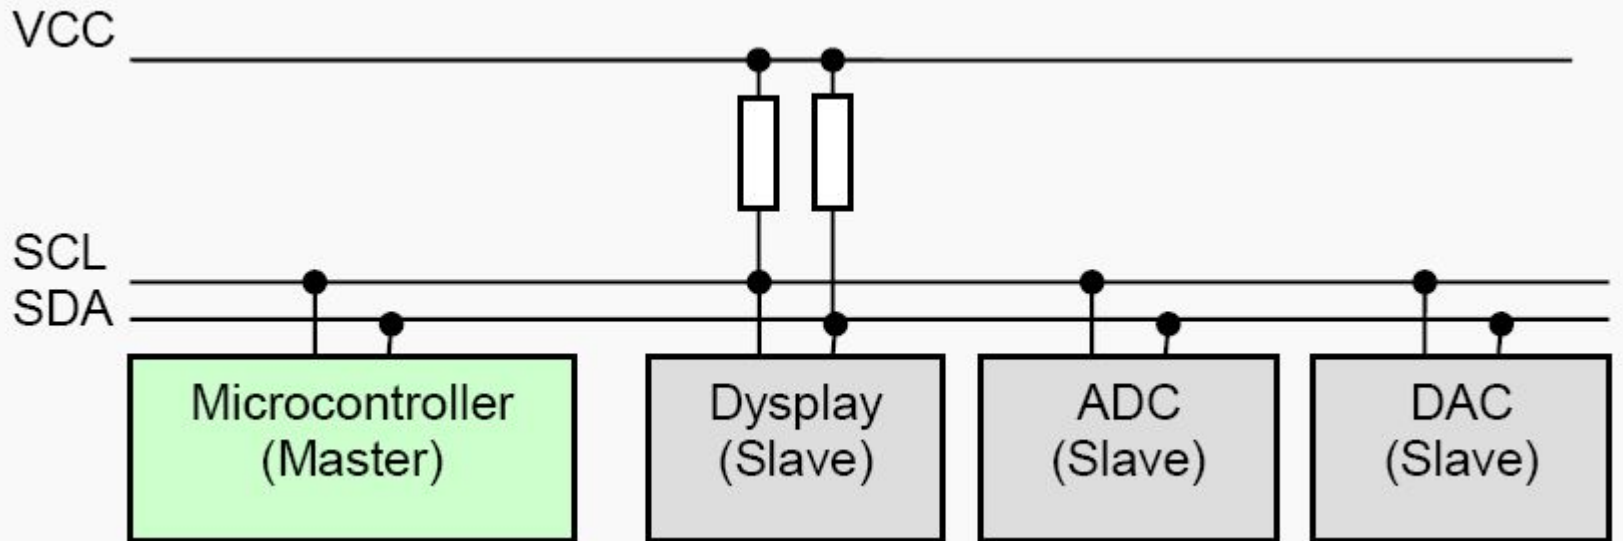 VCC
SCL
SDA
Microcontroller
(Master)
Dysplay
(Slave)
ADC
(Slave)
DAC
(Slave)